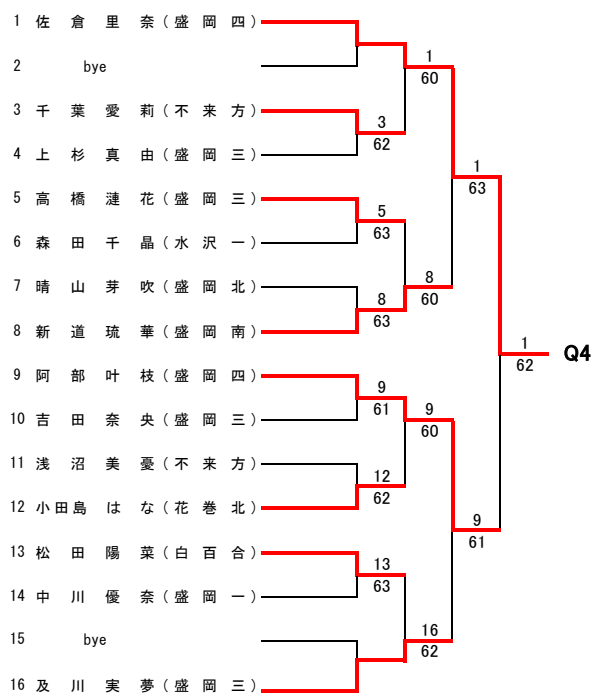 1 佐倉里奈(盛岡四)
2 bye
3 千葉愛莉(不来方)
4 上杉真由(盛岡三)
5 高橋漣花(盛岡三)
6 森田千晶(水沢一)
7 晴山芽吹(盛岡北)
8 新道琉華(盛岡南)
9 阿部叶枝(盛岡四)
10 吉田奈央(盛岡三)
11 浅沼美憂(不来方)
12 小田島はな(花巻北)
13 松田陽菜(白百合)
14 中川優奈(盛岡一)
15 bye
16 及川実夢(盛岡三)
3
62
5
63
8
63
9
61
12
62
13
63
1
60
8
60
9
60
16
62
1
63
9
61
1
62
Q4